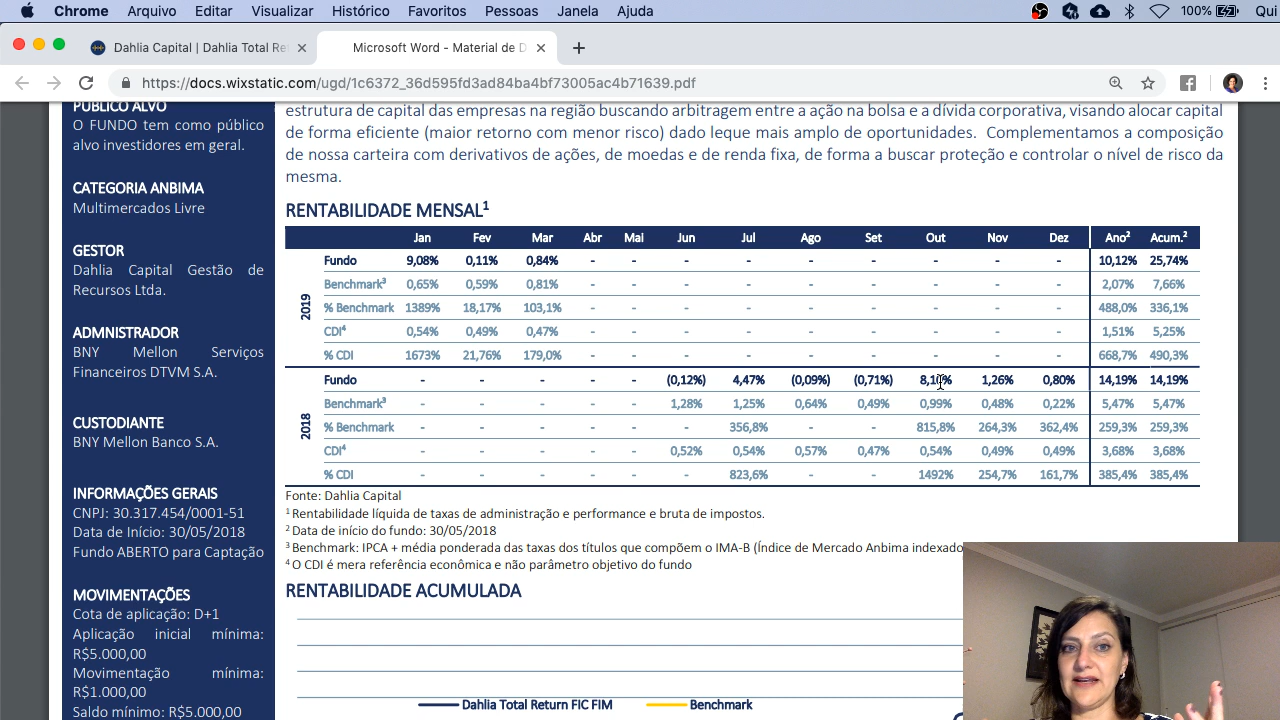 Chrome Arquivo Editar Visualizar Histórico Favoritos Pessoas Janela Ajuda 100% Qui
Dahlia Capital | Dahlia Total Re
Microsoft Word - Material de D
https://docs.wixstatic.com/ugd/1c6372_36d595fd3ad84ba4bf73005ac4b71639.pdf
PÚBLICO ALVO
O FUNDO tem como público
alvo investidores em geral.
CATEGORIA ANBIMA
Multimercados Livre
GESTOR
Dahlia Capital Gestão de
Recursos Ltda.
ADMNISTRADOR
BNY Mellon Serviços
Financeiros DTVM S.A.
CUSTODIANTE
BNY Mellon Banco S.A.
INFORMAÇÕES GERAIS
CNPJ: 30.317.454/0001-51
Data de Início: 30/05/2018
Fundo ABERTO para Captação
MOVIMENTAÇÕES
Cota de aplicação: D+1
Aplicação inicial mínima:
R$5.000,00
Movimentação mínima:
R$1.000,00
Saldo mínimo: R$5.000,00
estrutura de capital das empresas na região buscando arbitragem entre a ação na bolsa e a dívida corporativa, visando alocar capital
de forma eficiente (maior retorno com menor risco) dado leque mais amplo de oportunidades. Complementamos a composição
de nossa carteira com derivativos de ações, de moedas e de renda fixa, de forma a buscar proteção e controlar o nível de risco da
mesma.
RENTABILIDADE MENSAL¹
Jan Fev Mar Abr Mai Jun Jul Ago Set Out Nov Dez Ano² Acum.²
2019
Fundo 9,08% 0,11% 0,84% - - - - - - - - - 10,12% 25,74%
Benchmark³ 0,65% 0,59% 0,81% - - - - - - - - - 2,07% 7,66%
% Benchmark 1389% 18,17% 103,1% - - - - - - - - - 488,0% 336,1%
CDI⁴ 0,54% 0,49% 0,47% - - - - - - - - - 1,51% 5,25%
% CDI 1673% 21,76% 179,0% - - - - - - - - - 668,7% 490,3%
2018
Fundo - - - - - (0,12%) 4,47% (0,09%) (0,71%) 8,10% 1,26% 0,80% 14,19% 14,19%
Benchmark³ - - - - - 1,28% 1,25% 0,64% 0,49% 0,99% 0,48% 0,22% 5,47% 5,47%
% Benchmark - - - - - - 356,8% - - 815,8% 264,3% 362,4% 259,3% 259,3%
CDI⁴ - - - - - 0,52% 0,54% 0,57% 0,47% 0,54% 0,49% 0,49% 3,68% 3,68%
% CDI - - - - - - 823,6% - - 1492% 254,7% 161,7% 385,4% 385,4%
Fonte: Dahlia Capital
¹ Rentabilidade líquida de taxas de administração e performance e bruta de impostos.
² Data de início do fundo: 30/05/2018
³ Benchmark: IPCA + média ponderada das taxas dos títulos que compõem o IMA-B (Índice de Mercado Anbima indexado
⁴ O CDI é mera referência econômica e não parâmetro objetivo do fundo
RENTABILIDADE ACUMULADA
Dahlia Total Return FIC FIM
Benchmark